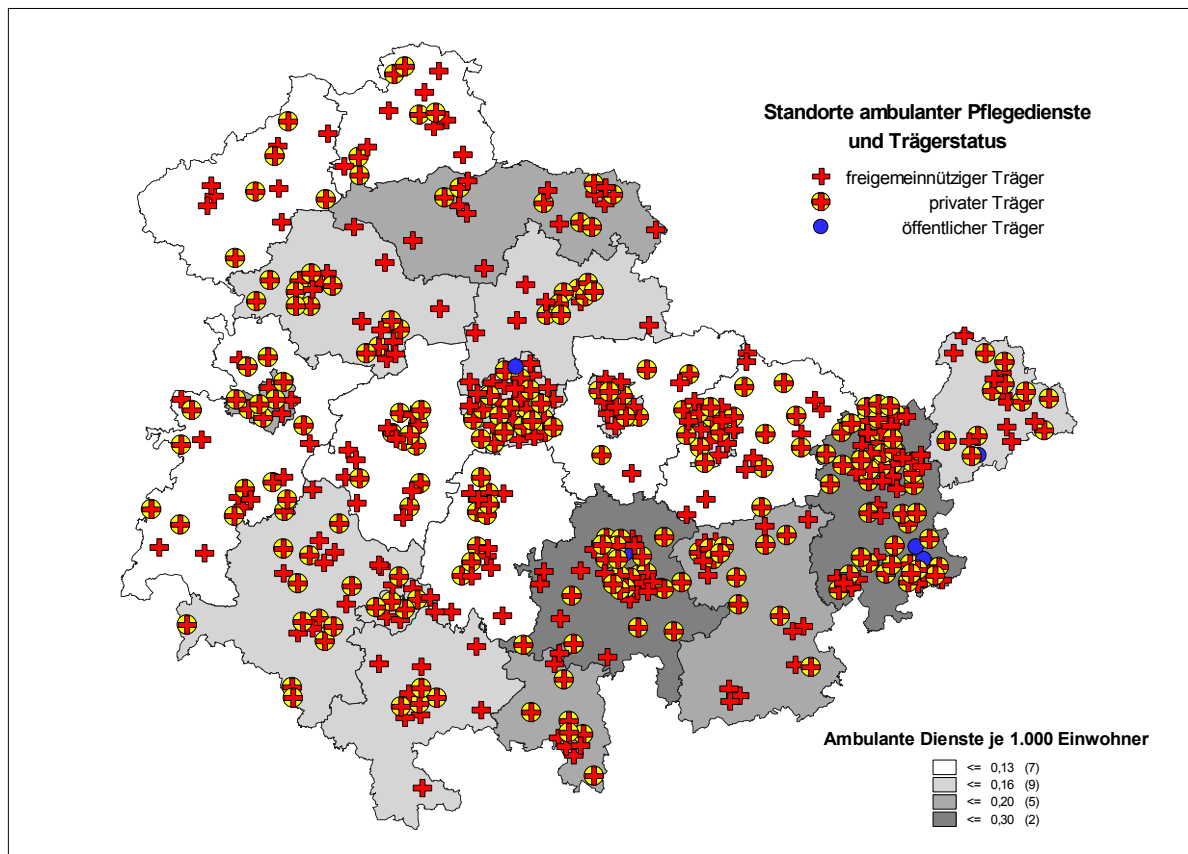 Standorte ambulanter Pflegedienste
und Trägerstatus
freigemeinnütziger Träger
privater Träger
öffentlicher Träger
Ambulante Dienste je 1.000 Einwohner
<= 0,13 (7)
<= 0,16 (9)
<= 0,20 (5)
<= 0,30 (2)